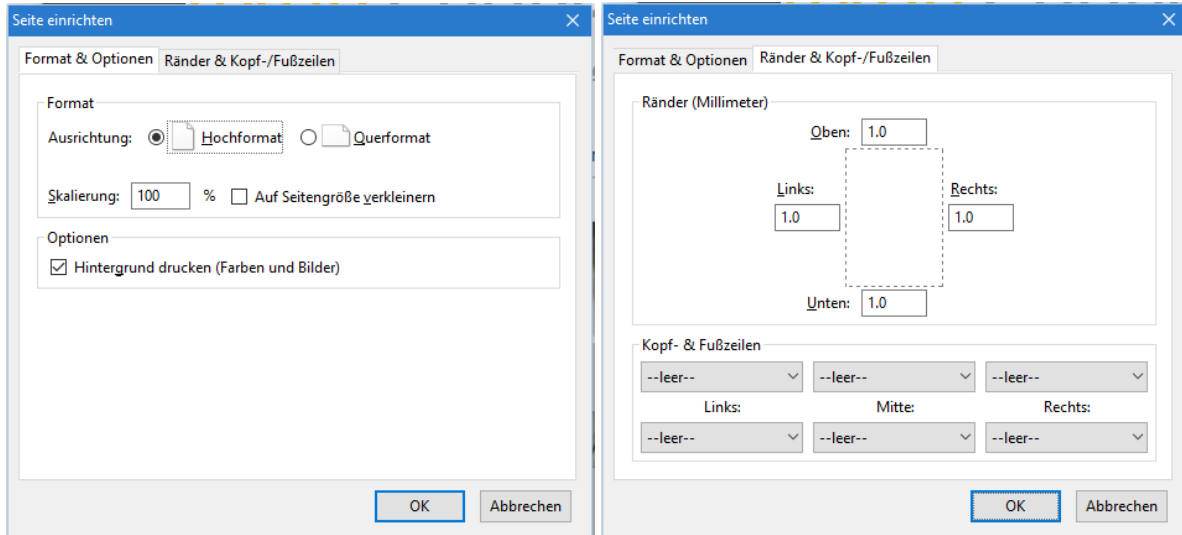 Seite einrichten
Format & Optionen Ränder & Kopf-/Fußzeilen
Format
Ausrichtung: Hochformat Querformat
Skalierung: 100 % Auf Seitengröße verkleinern
Optionen
Hintergrund drucken (Farben und Bilder)
OK Abbrechen
Seite einrichten
Format & Optionen Ränder & Kopf-/Fußzeilen
Ränder (Millimeter)
Oben: 1.0
Links: Rechts:
1.0 1.0
Unten: 1.0
Kopf- & Fußzeilen
--leer-- --leer-- --leer--
Links: Mitte: Rechts:
--leer-- --leer-- --leer--
OK Abbrechen